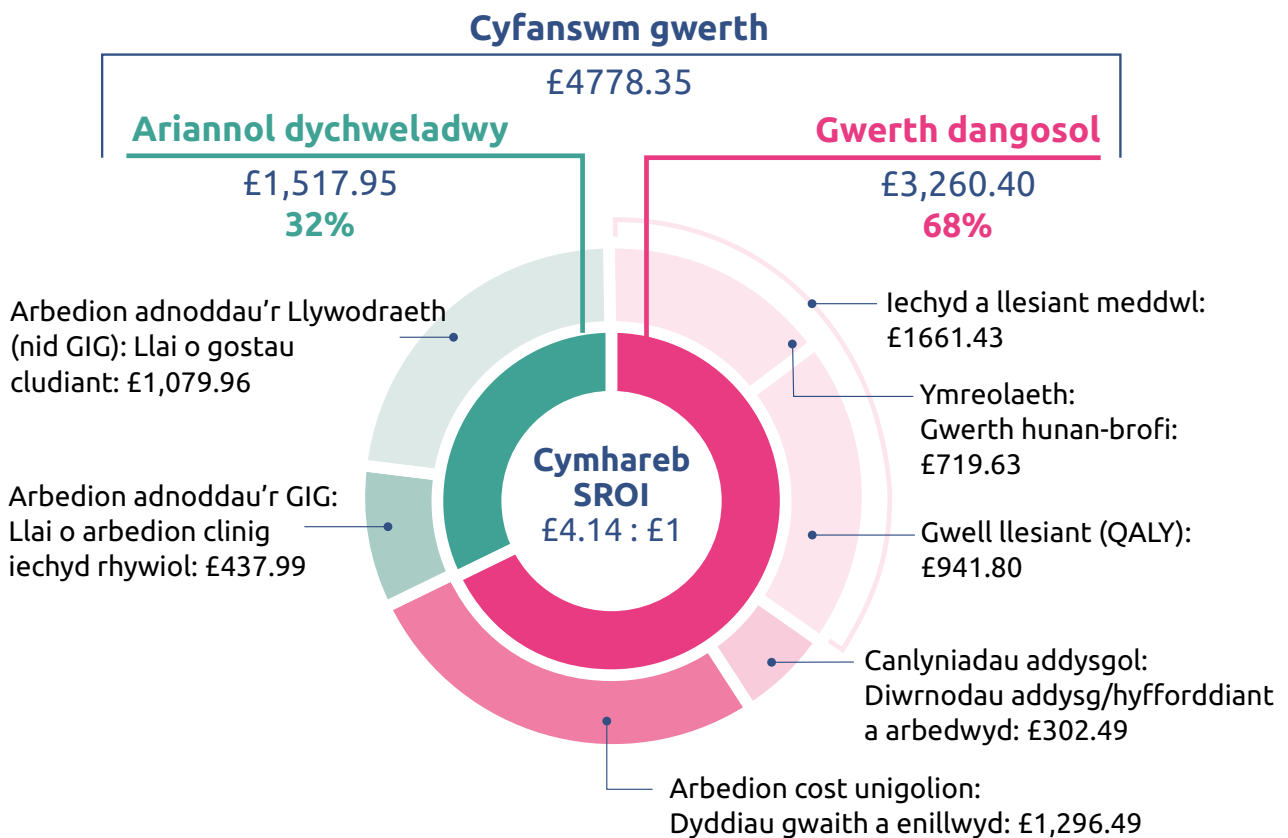 Cyfanswm gwerth
£4778.35
Ariannol dychweladwy
£1,517.95
32%
Gwerth dangosol
£3,260.40
68%
Arbedion adnoddau’r Llywodraeth
(nid GIG): Llai o gostau
cludiant: £1,079.96
Arbedion adnoddau’r GIG:
Llai o arbedion clinig
iechyd rhywiol: £437.99
Cymhareb
SROI
£4.14 : £1
Iechyd a llesiant meddwl:
£1661.43
Ymreolaeth:
Gwerth hunan-brofi:
£719.63
Gwell llesiant (QALY):
£941.80
Canlyniadau addysgol:
Diwrnodau addysg/hyfforddiant
a arbedwyd: £302.49
Arbedion cost unigolion:
Dyddiau gwaith a enillwyd: £1,296.49